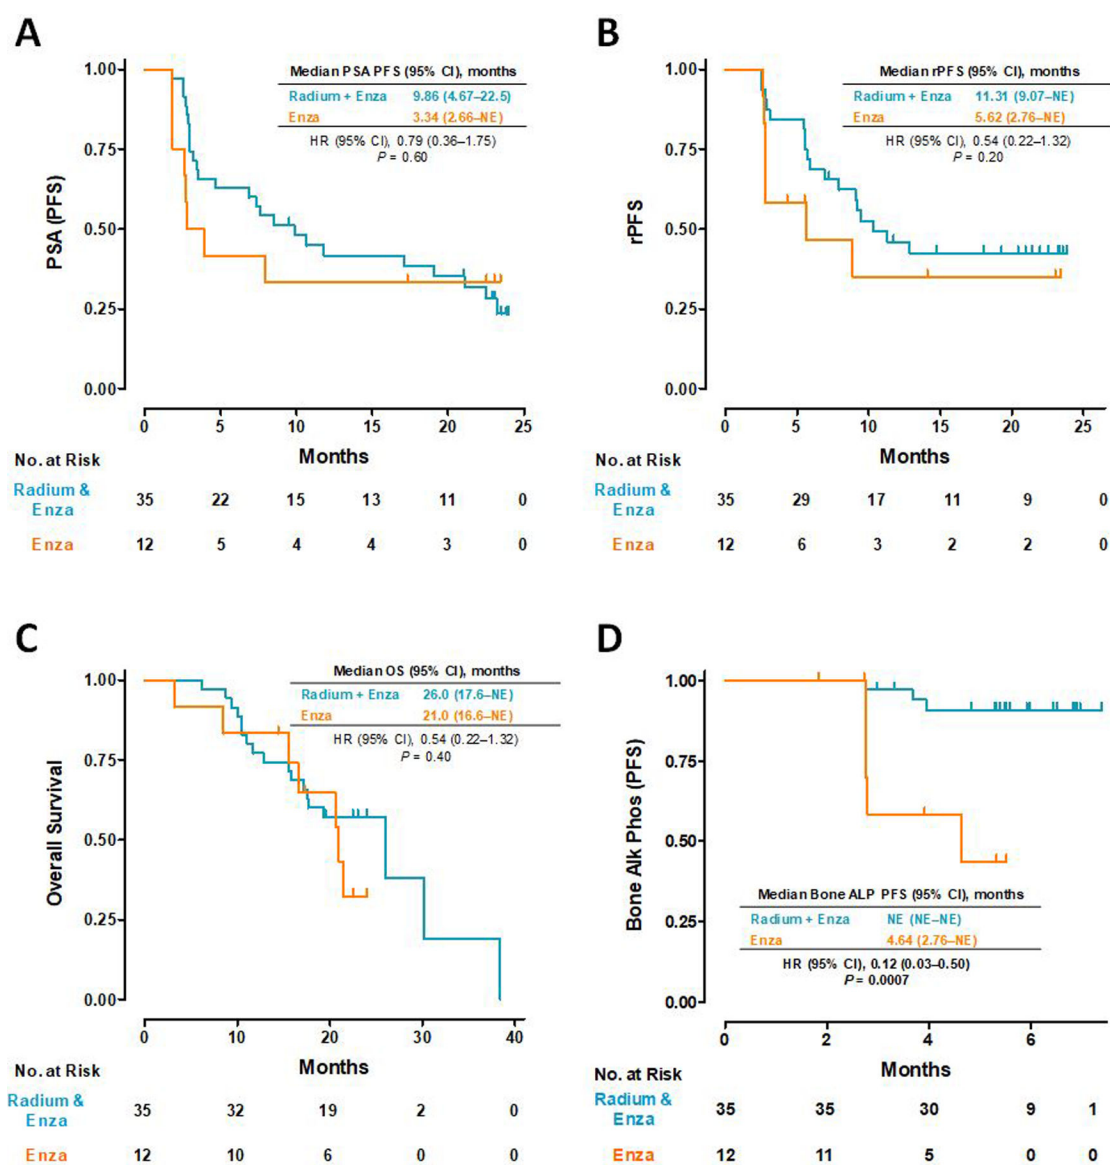 A
1.00
0.75
0.50
0.25
0.00
PSA (PFS)
Median PSA PFS (95% CI), months
Radium + Enza 9.86 (4.67–22.5)
Enza 3.34 (2.66–NE)
HR (95% CI), 0.79 (0.36–1.75)
P = 0.60
0 5 10 15 20 25
Months
No. at Risk
Radium &
Enza
35 22 15 13 11 0
Enza 12 5 4 4 3 0
B
1.00
0.75
0.50
0.25
0.00
rPFS
Median rPFS (95% CI), months
Radium + Enza 11.31 (9.07–NE)
Enza 5.62 (2.76–NE)
HR (95% CI), 0.54 (0.22–1.32)
P = 0.20
0 5 10 15 20 25
Months
No. at Risk
Radium &
Enza
35 29 17 11 9 0
Enza 12 6 3 2 2 0
C
1.00
0.75
0.50
0.25
0.00
Overall Survival
Median OS (95% CI), months
Radium + Enza 26.0 (17.6–NE)
Enza 21.0 (16.6–NE)
HR (95% CI), 0.54 (0.22–1.32)
P = 0.40
0 10 20 30 40
Months
No. at Risk
Radium &
Enza
35 32 19 2 0
Enza 12 10 6 0 0
D
1.00
0.75
0.50
0.25
0.00
Bone Alk Phos (PFS)
Median Bone ALP PFS (95% CI), months
Radium + Enza NE (NE–NE)
Enza 4.64 (2.76–NE)
HR (95% CI), 0.12 (0.03–0.50)
P = 0.0007
0 2 4 6
Months
No. at Risk
Radium &
Enza
35 35 30 9 1
Enza 12 11 5 0 0